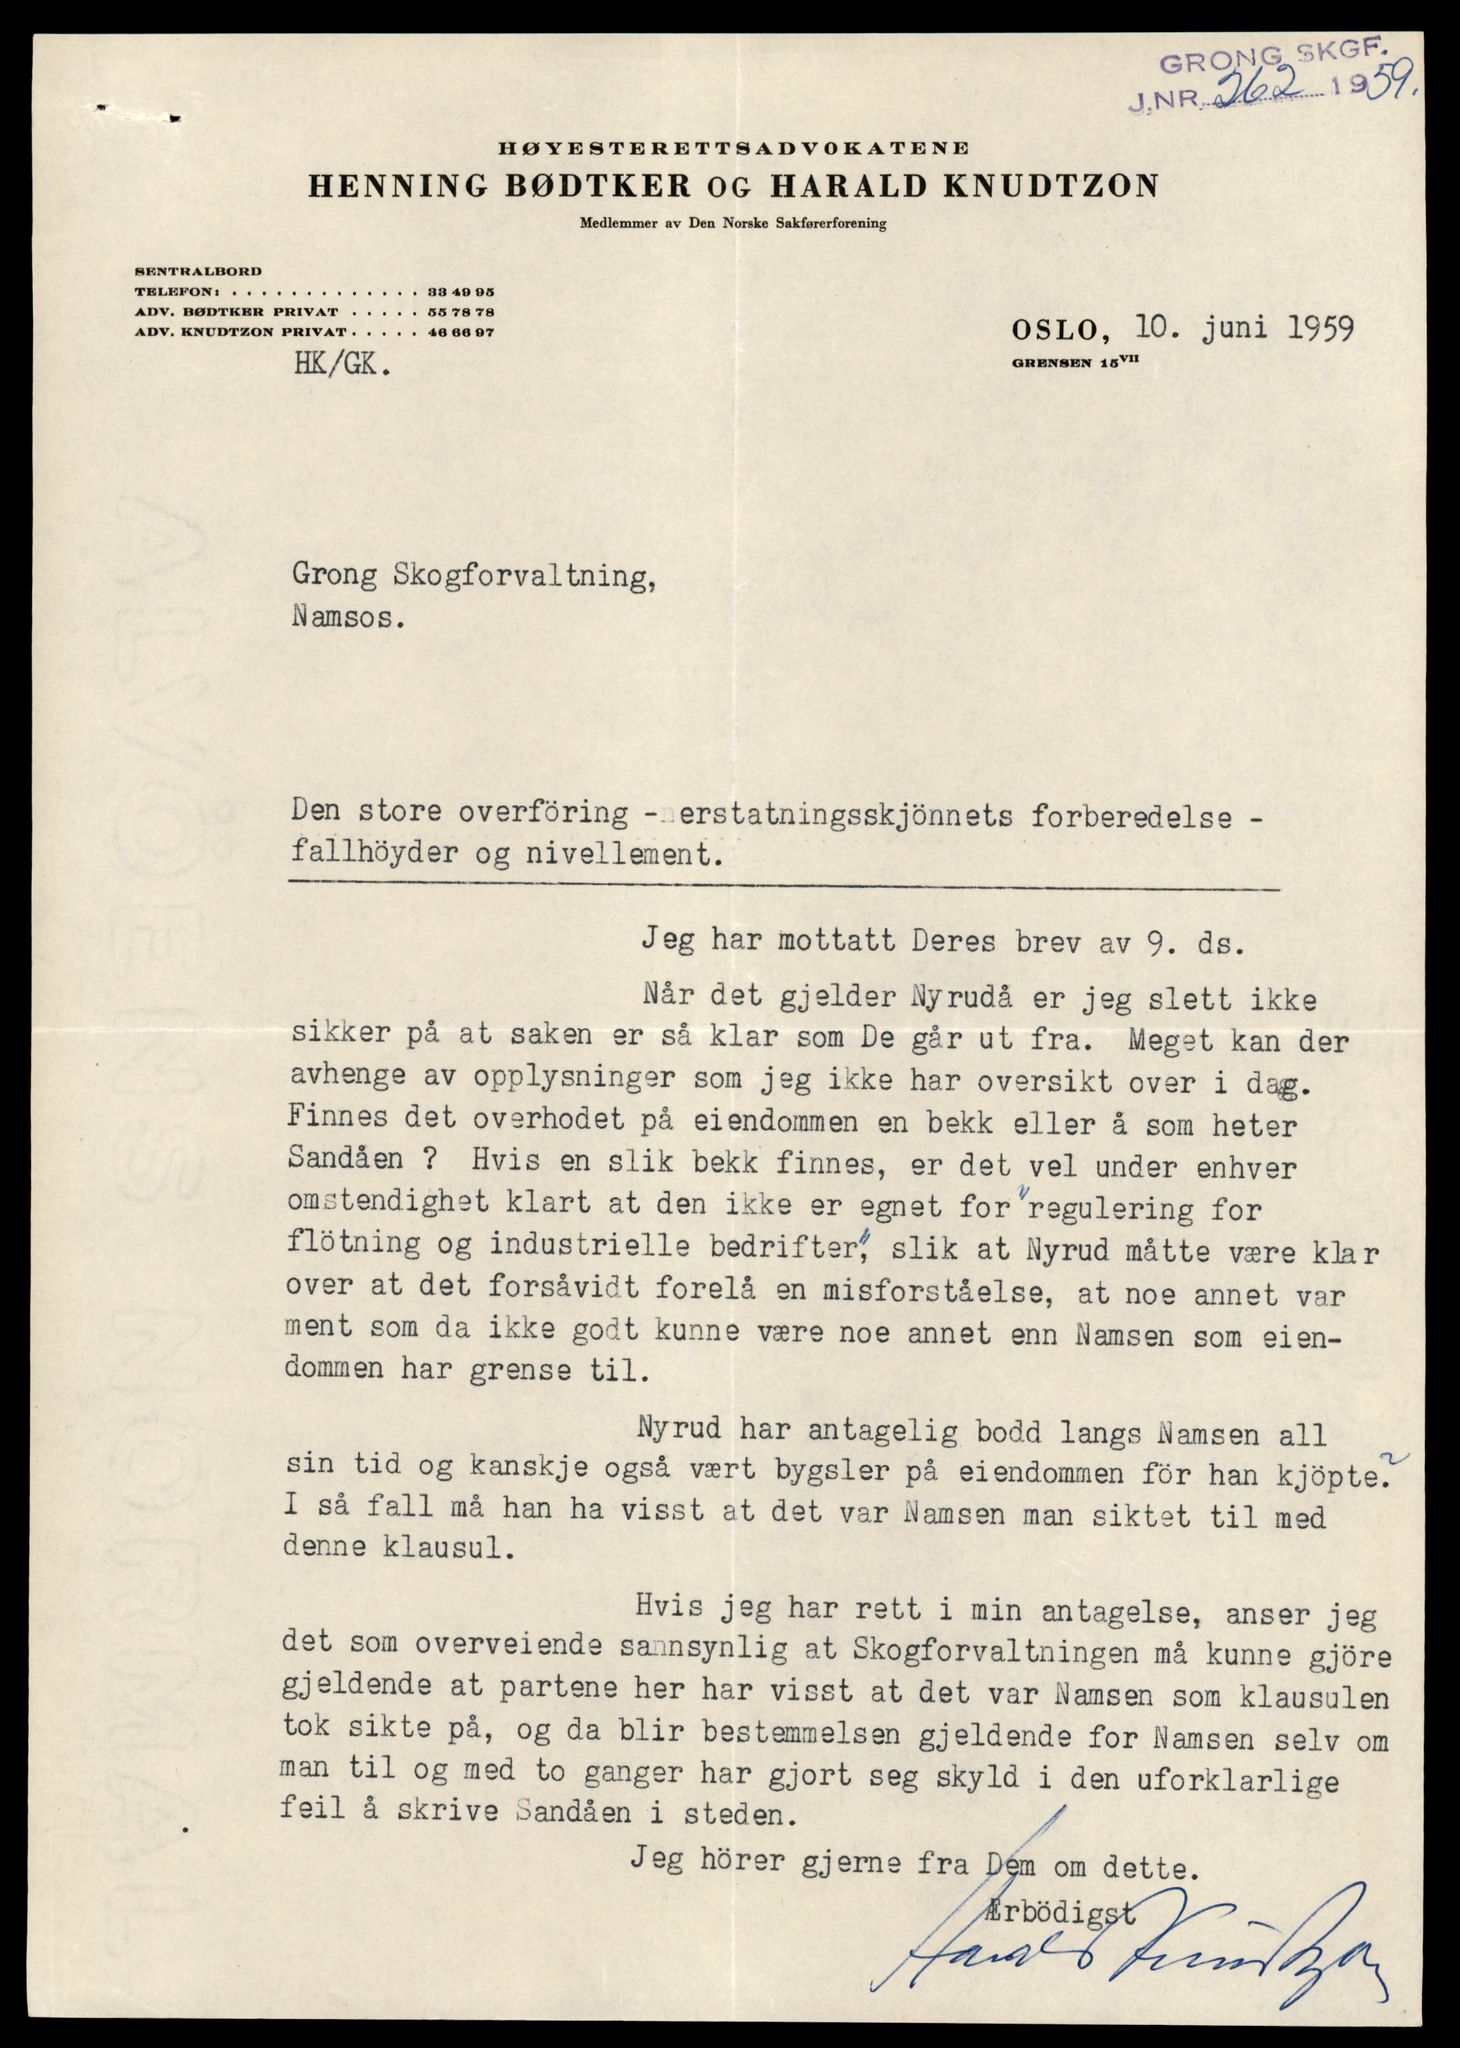 GRONG SKGF.
J.NR. 262 1959.
HØYESTERETTSADVOKATENE
HENNING BØDTKER OG HARALD KNUDTZON
Medlemmer av Den Norske Sakførerforening
SENTRALBORD
TELEFON: . . . . . . . . . . . . . . 33 49 95
ADV. BØDTKER PRIVAT . . . . . 55 78 78
ADV. KNUDTZON PRIVAT . . . . . 46 66 97
HK/GK.
OSLO, 10. juni 1959
GRENSEN 15VII
Grong Skogforvaltning,
Namsos.
Den store overföring - erstatningsskjönnets forberedelse -
fallhöyder og nivellement.
Jeg har mottatt Deres brev av 9. ds.
Når det gjelder Nyrudå er jeg slett ikke
sikker på at saken er så klar som De går ut fra. Meget kan der
avhenge av opplysninger som jeg ikke har oversikt over i dag.
Finnes det overhodet på eiendommen en bekk eller å som heter
Sandåen ? Hvis en slik bekk finnes, er det vel under enhver
omstendighet klart at den ikke er egnet for "regulering for
flötning og industrielle bedrifter", slik at Nyrud måtte være klar
over at det forsåvidt forelå en misforståelse, at noe annet var
ment som da ikke godt kunne være noe annet enn Namsen som eien-
dommen har grense til.
Nyrud har antagelig bodd langs Namsen all
sin tid og kanskje også vært bygsler på eiendommen för han kjöpte?
I så fall må han ha visst at det var Namsen man siktet til med
denne klausul.
Hvis jeg har rett i min antagelse, anser jeg
det som overveiende sannsynlig at Skogforvaltningen må kunne gjöre
gjeldende at partene her har visst at det var Namsen som klausulen
tok sikte på, og da blir bestemmelsen gjeldende for Namsen selv om
man til og med to ganger har gjort seg skyld i den uforklarlige
feil å skrive Sandåen i steden.
Jeg hörer gjerne fra Dem om dette.
Ærbödigst
Harald Knudtzon